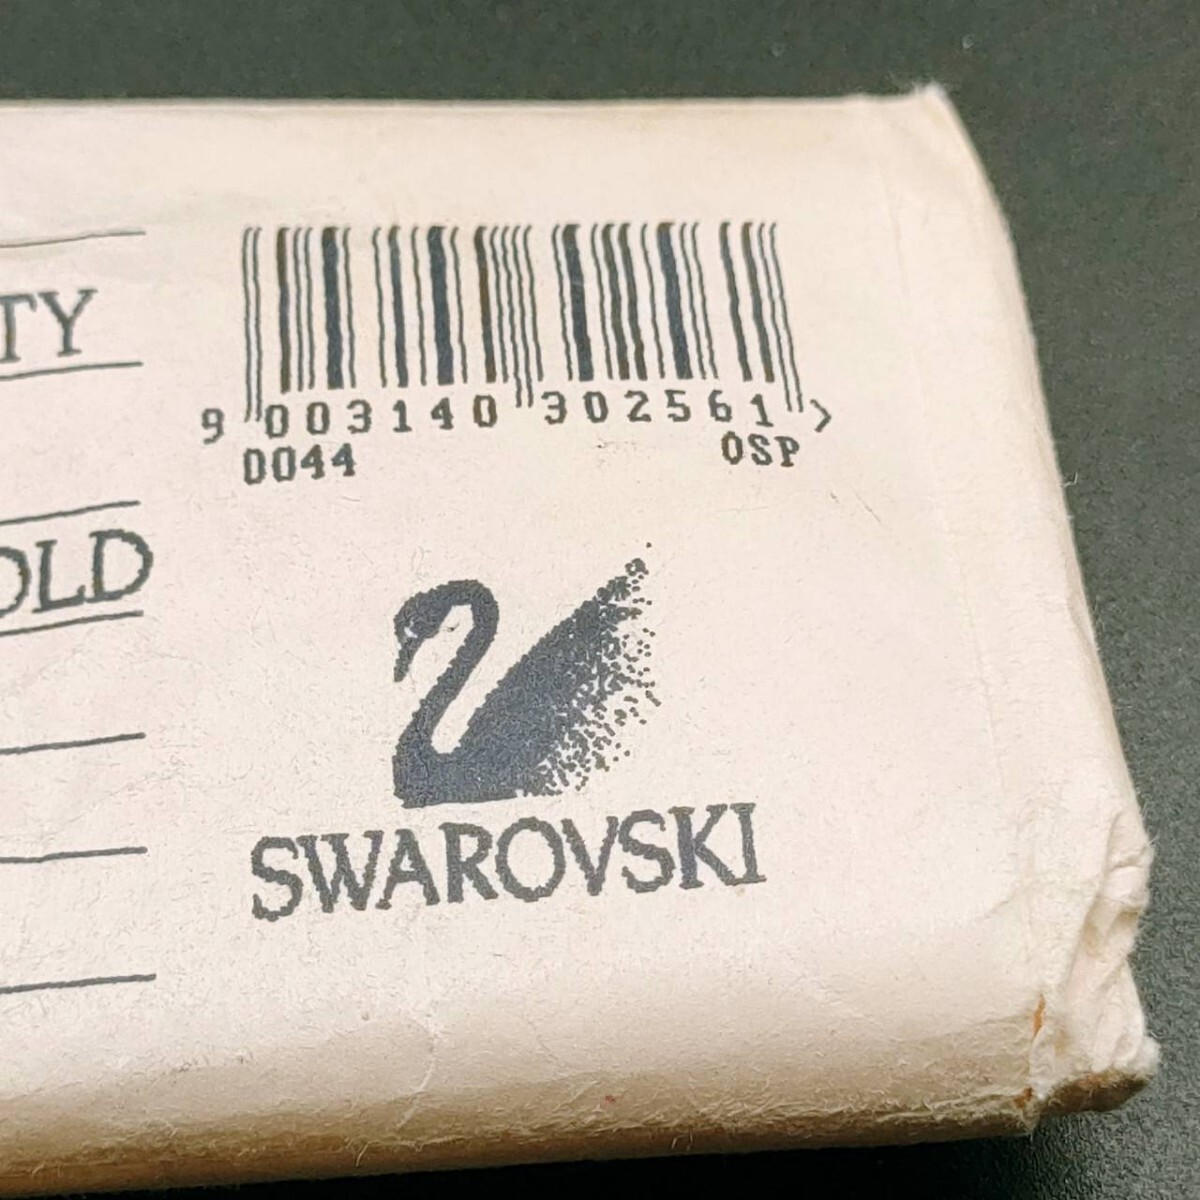 TY
9 003140 302561 >
0044 OSP
OLD
SWAROVSKI